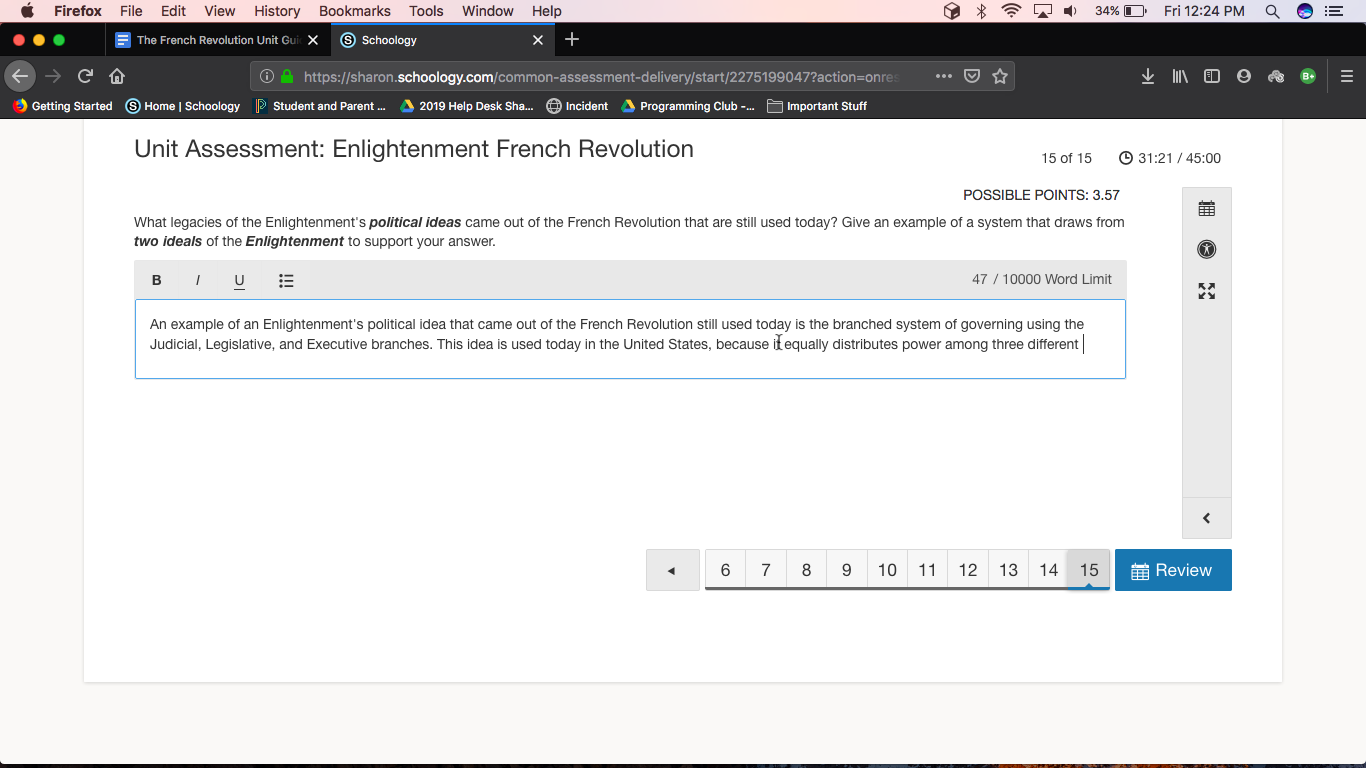 Firefox File Edit View History Bookmarks Tools Window Help 34% Fri 12:24 PM
The French Revolution Unit Gui S Schoology
https://sharon.schoology.com/common-assessment-delivery/start/2275199047?action=onres B+
Getting Started S Home | Schoology Student and Parent ... 2019 Help Desk Sha... Incident Programming Club -... Important Stuff
Unit Assessment: Enlightenment French Revolution
15 of 15 31:21 / 45:00
POSSIBLE POINTS: 3.57
What legacies of the Enlightenment's political ideas came out of the French Revolution that are still used today? Give an example of a system that draws from
two ideals of the Enlightenment to support your answer.
B I U 47 / 10000 Word Limit
An example of an Enlightenment's political idea that came out of the French Revolution still used today is the branched system of governing using the
Judicial, Legislative, and Executive branches. This idea is used today in the United States, because it equally distributes power among three different
6 7 8 9 10 11 12 13 14 15 Review